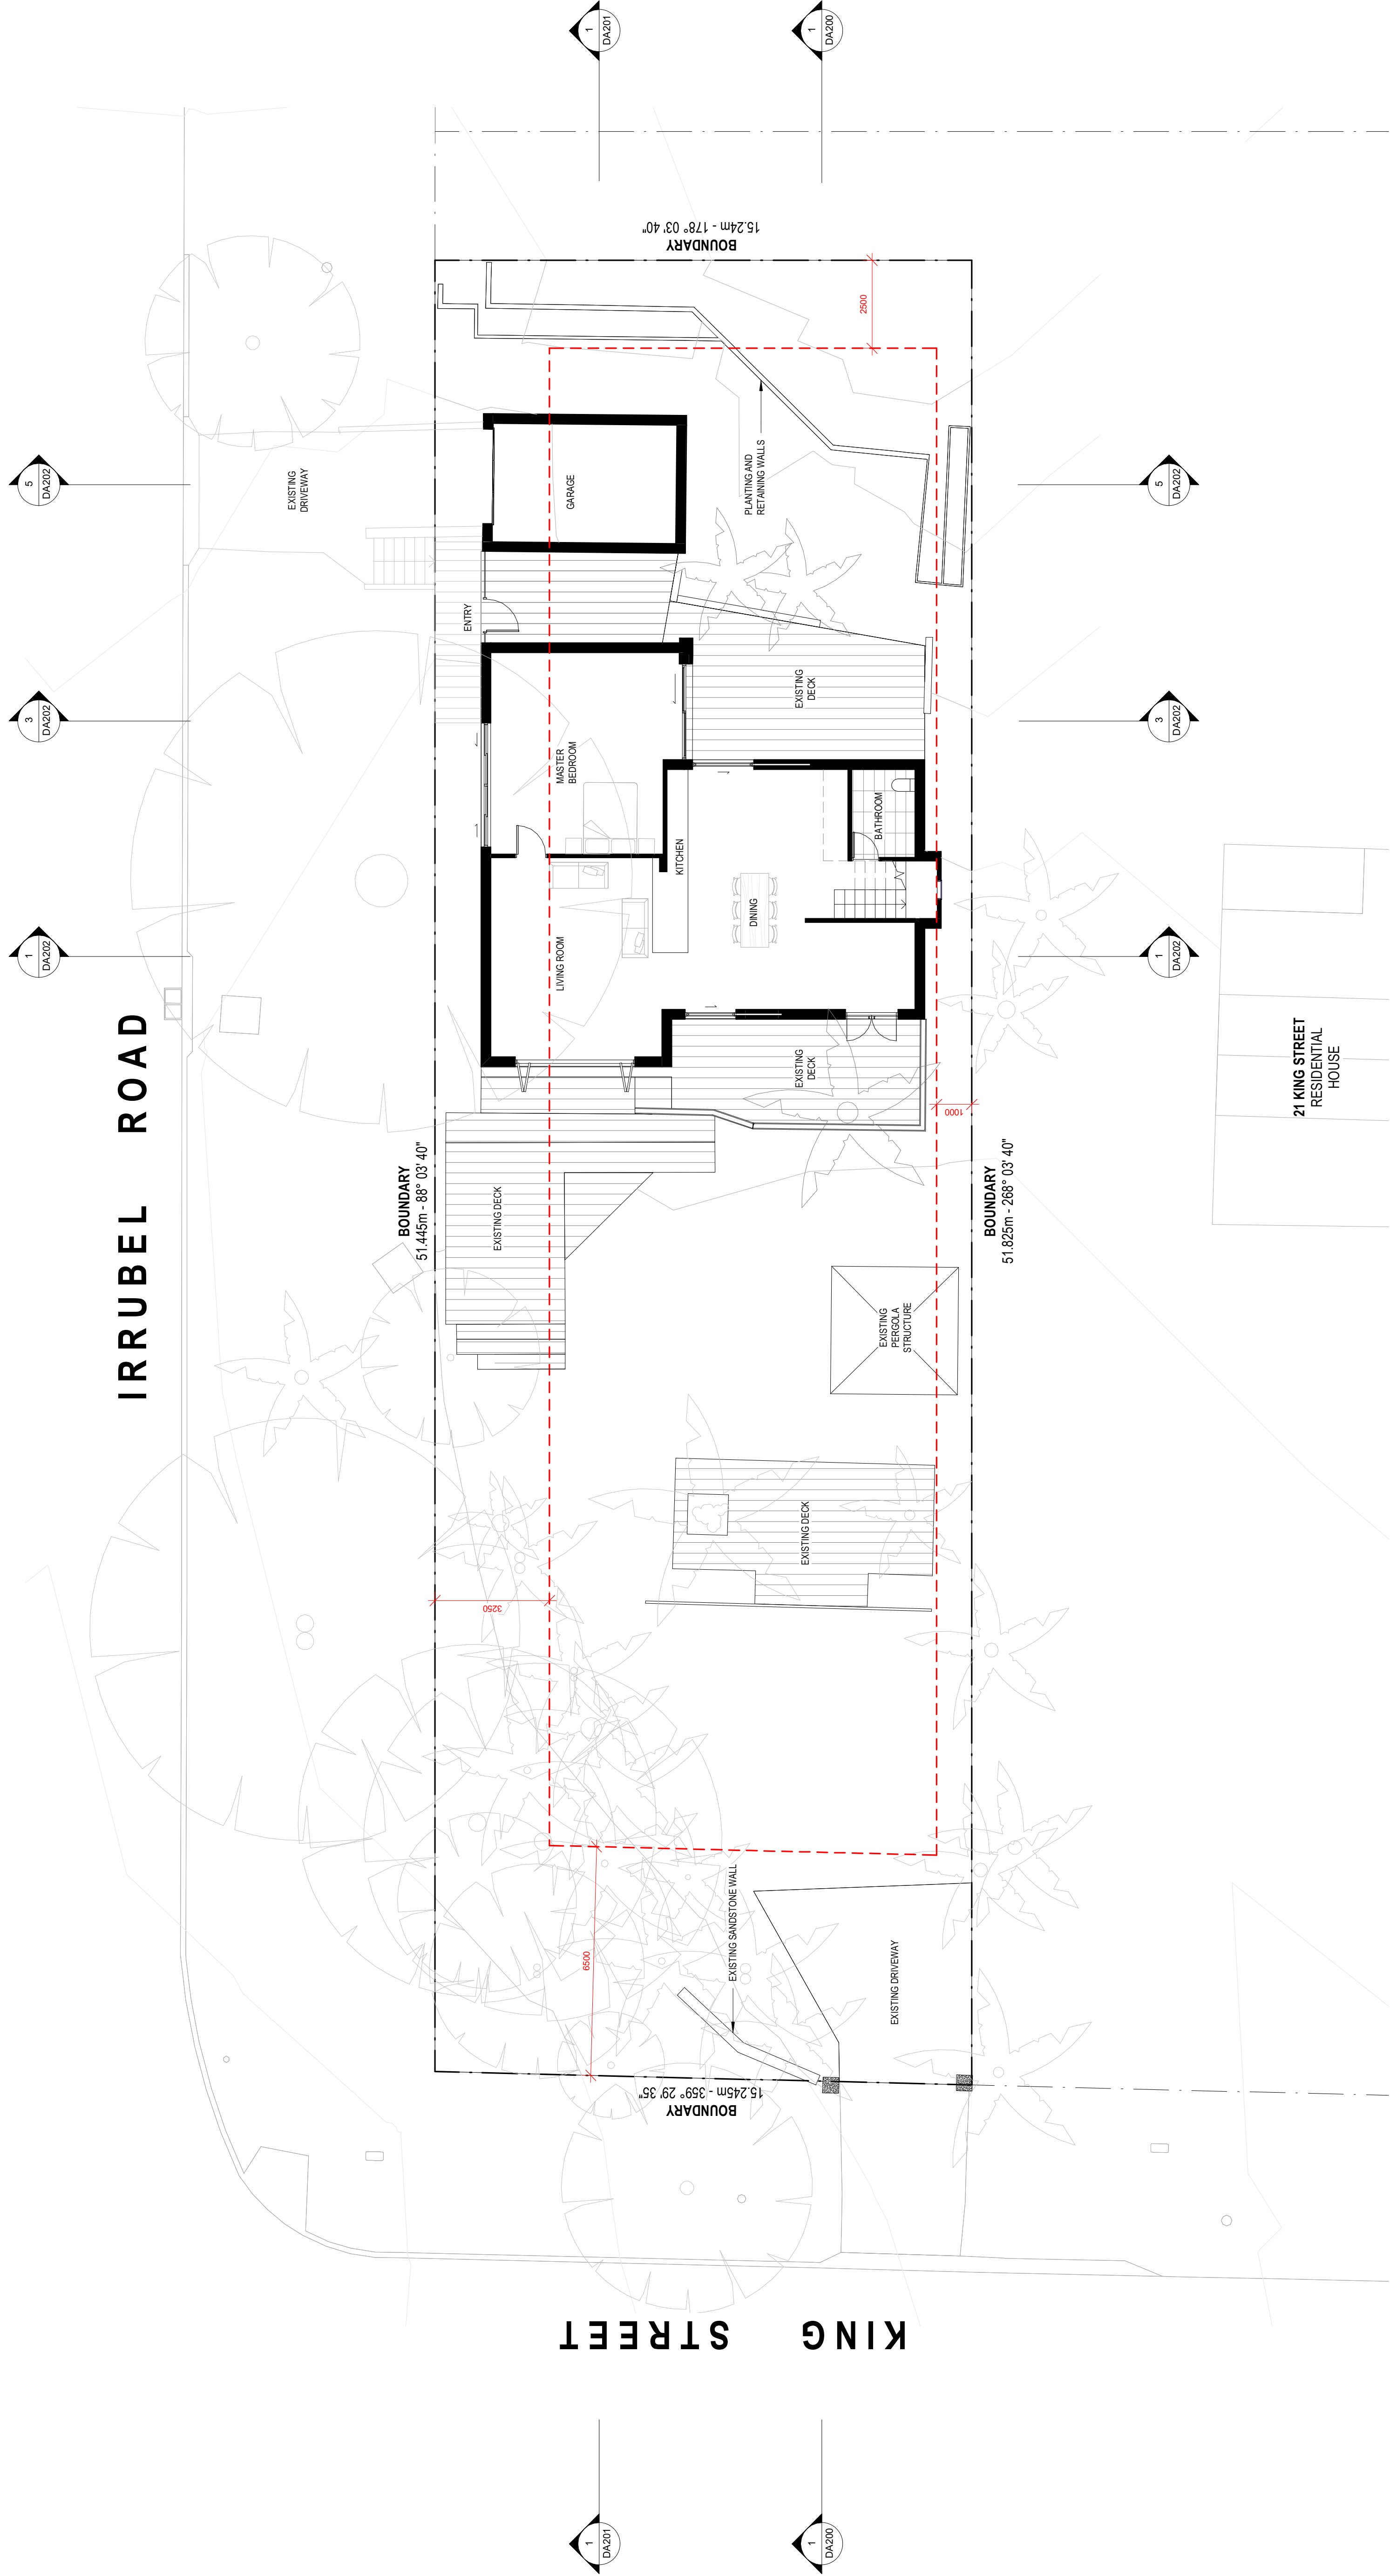 1
DA201
1
DA200
BOUNDARY
15.24m - 178° 03' 40"
2500
5
DA202
EXISTING
DRIVEWAY
GARAGE
PLANTING AND
RETAINING WALLS
5
DA202
ENTRY
3
DA202
MASTER
BEDROOM
EXISTING
DECK
3
DA202
KITCHEN
BATHROOM
DINING
LIVING ROOM
1
DA202
1
DA202
IRRUBEL ROAD
EXISTING
DECK
1000
21 KING STREET
RESIDENTIAL
HOUSE
BOUNDARY
51.445m - 88° 03' 40"
EXISTING DECK
BOUNDARY
51.825m - 268° 03' 40"
EXISTING
PERGOLA
STRUCTURE
EXISTING DECK
3250
6500
EXISTING SANDSTONE WALL
EXISTING DRIVEWAY
BOUNDARY
15.245m - 359° 29' 35"
KING STREET
1
DA201
1
DA200